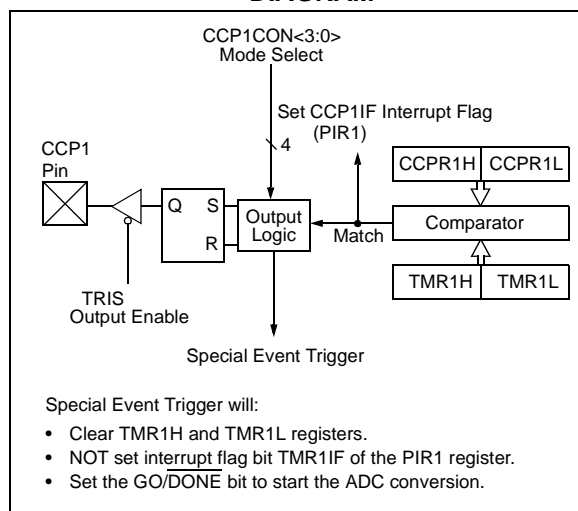 CCP1CON<3:0>
Mode Select
Set CCP1IF Interrupt Flag
(PIR1)
4
CCP1
Pin
CCPR1H CCPR1L
Q S
R
Output
Logic
Match
Comparator
TRIS
Output Enable
TMR1H TMR1L
Special Event Trigger
Special Event Trigger will:
• Clear TMR1H and TMR1L registers.
• NOT set interrupt flag bit TMR1IF of the PIR1 register.
• Set the GO/DONE bit to start the ADC conversion.